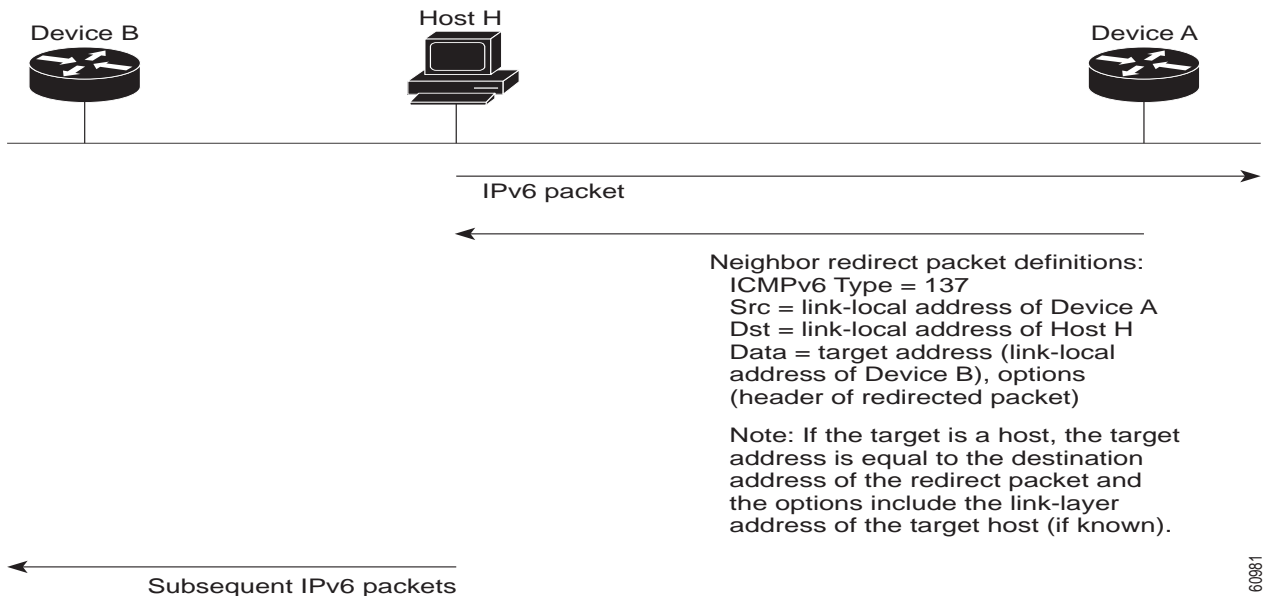 Device B
Host H
Device A
IPv6 packet
Neighbor redirect packet definitions:
ICMPv6 Type = 137
Src = link-local address of Device A
Dst = link-local address of Host H
Data = target address (link-local
address of Device B), options
(header of redirected packet)
Note: If the target is a host, the target
address is equal to the destination
address of the redirect packet and
the options include the link-layer
address of the target host (if known).
Subsequent IPv6 packets
60981